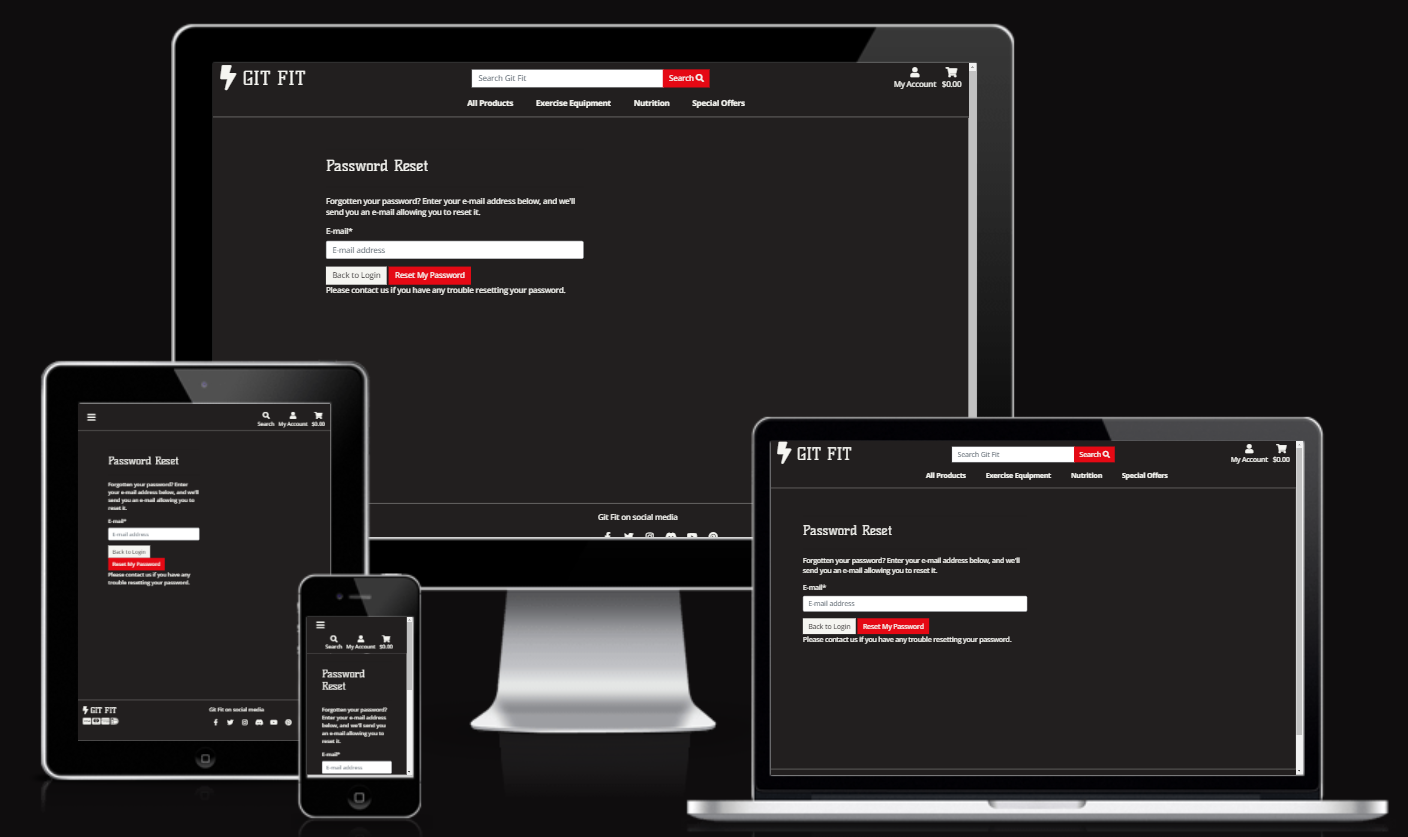 GIT FIT
Search Git Fit
Search
My Account $0.00
All Products Exercise Equipment Nutrition Special Offers
Password Reset
Forgotten your password? Enter your e-mail address below, and we'll
send you an e-mail allowing you to reset it.
E-mail*
E-mail address
Back to Login Reset My Password
Please contact us if you have any trouble resetting your password.
Git Fit on social media
Search My Account $0.00
Password Reset
Forgotten your password? Enter
your e-mail address below, and we'll
send you an e-mail allowing you to
reset it.
E-mail*
E-mail address
Back to Login
Reset My Password
Please contact us if you have any
trouble resetting your password.
GIT FIT
Git Fit on social media
Search My Account $0.00
Password
Reset
Forgotten your password?
Enter your e-mail address
below, and we'll send you
an e-mail allowing you to
reset it.
E-mail*
E-mail address
GIT FIT
Search Git Fit
Search
My Account $0.00
All Products Exercise Equipment Nutrition Special Offers
Password Reset
Forgotten your password? Enter your e-mail address below, and we'll
send you an e-mail allowing you to reset it.
E-mail*
E-mail address
Back to Login Reset My Password
Please contact us if you have any trouble resetting your password.